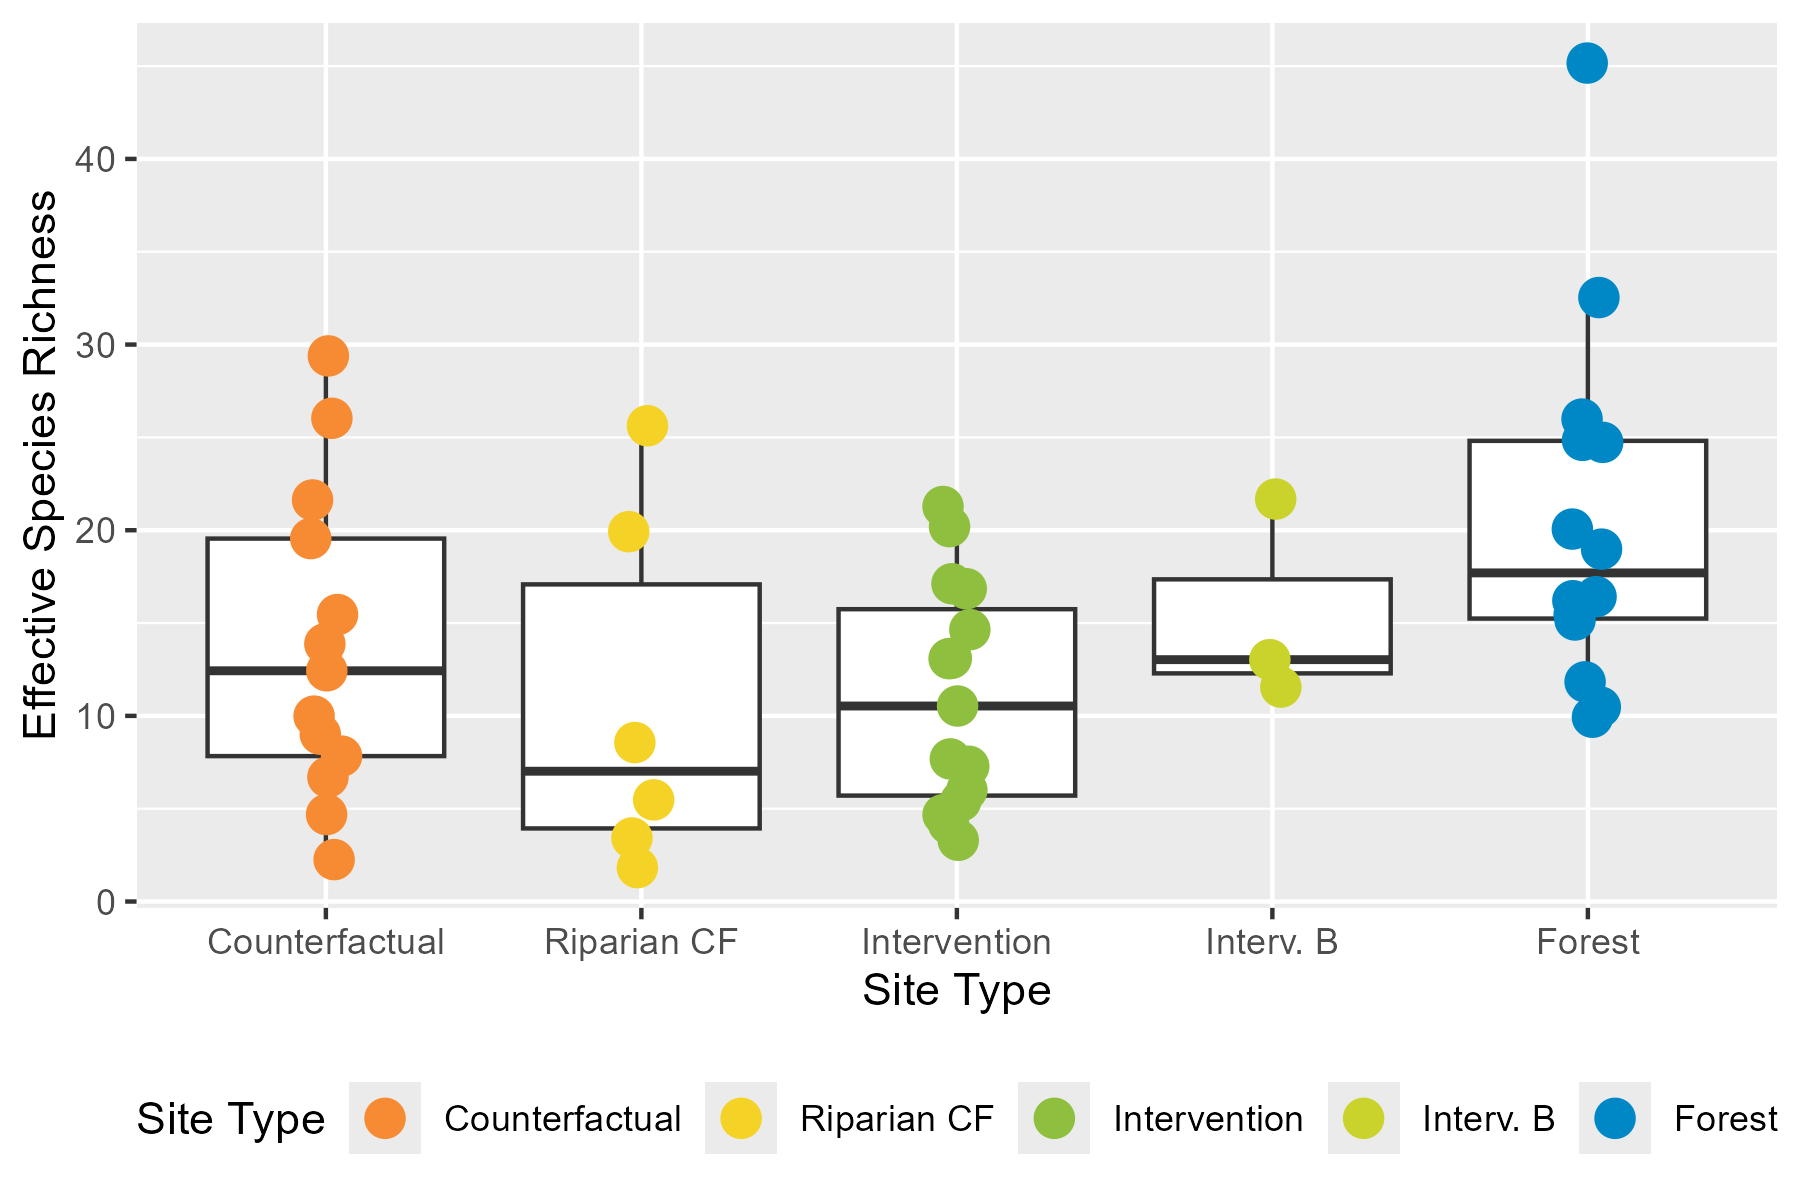 Effective Species Richness
40
30
20
10
0
Counterfactual Riparian CF Intervention Interv. B Forest
Site Type
Site Type Counterfactual Riparian CF Intervention Interv. B Forest